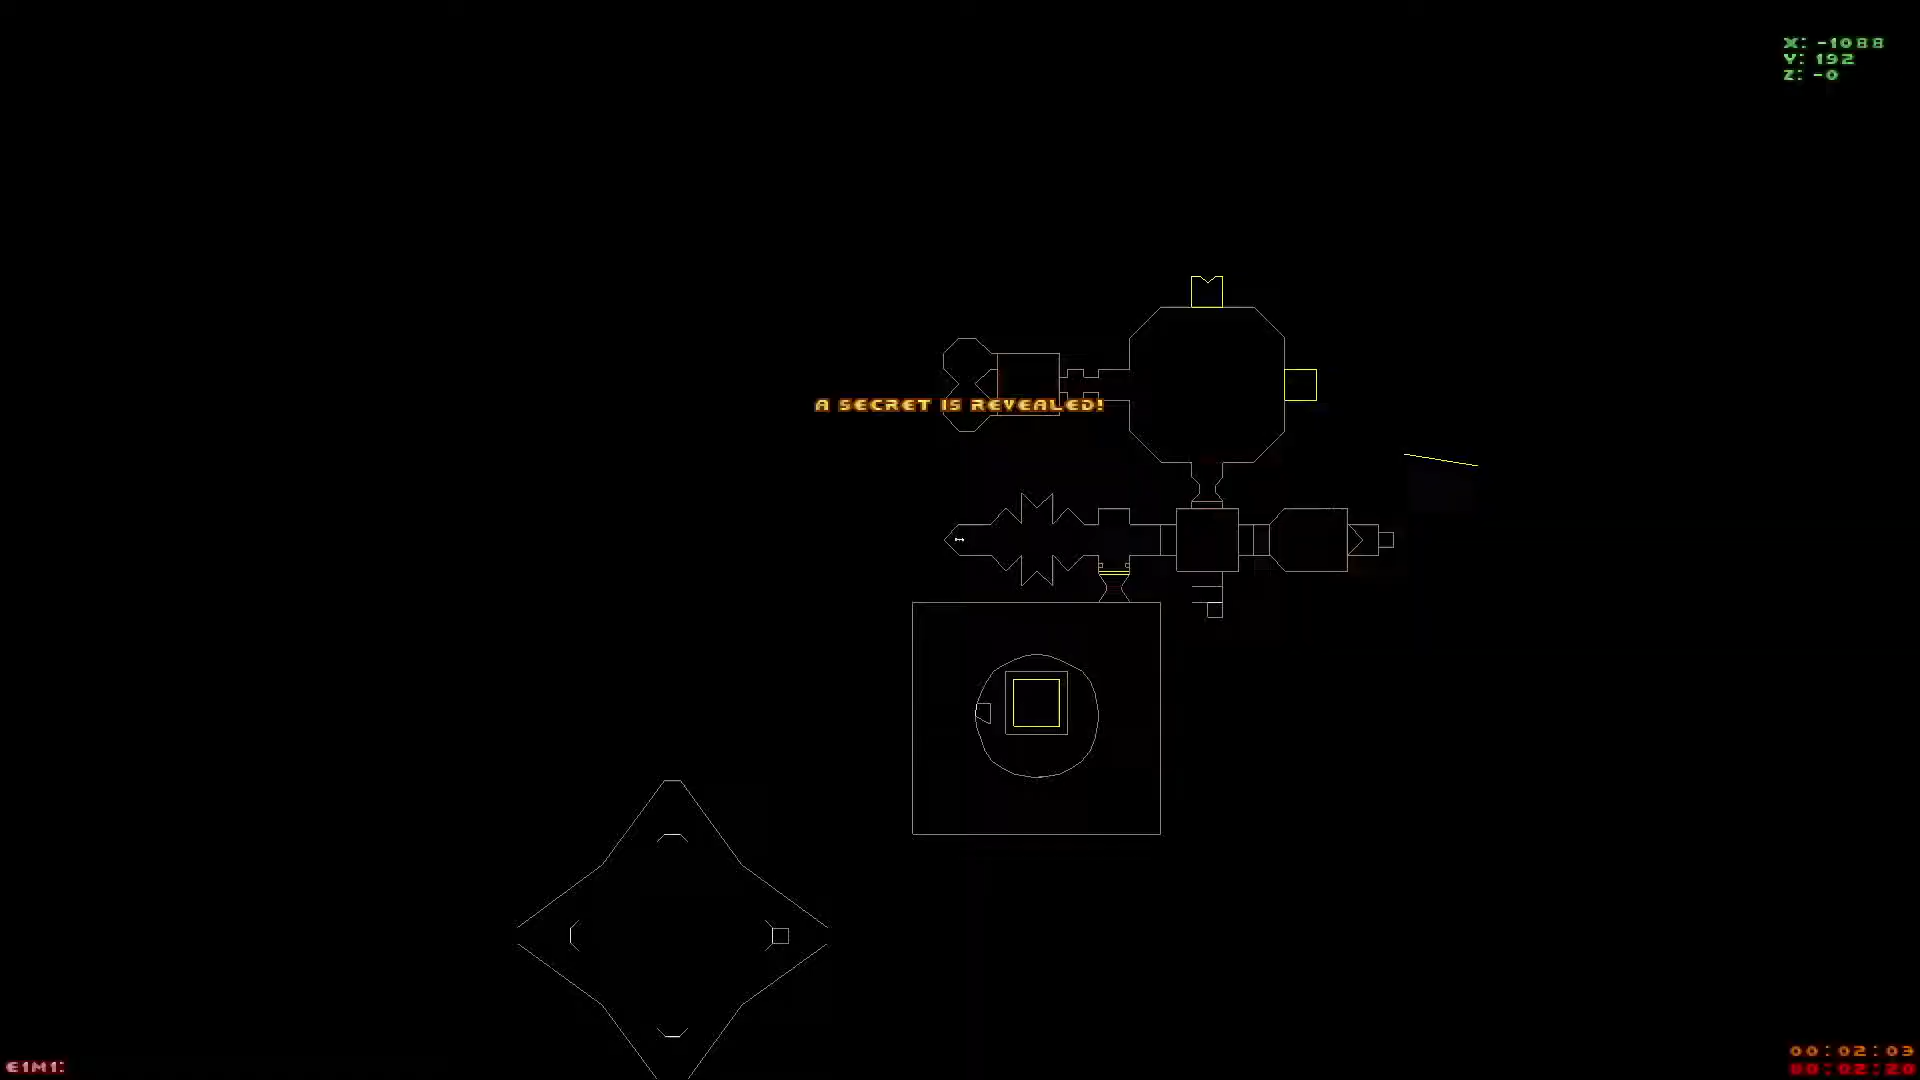 X: -1088
Y: 192
Z: -0
A SECRET IS REVEALED!
E1M1:
00:02:03
00:02:20